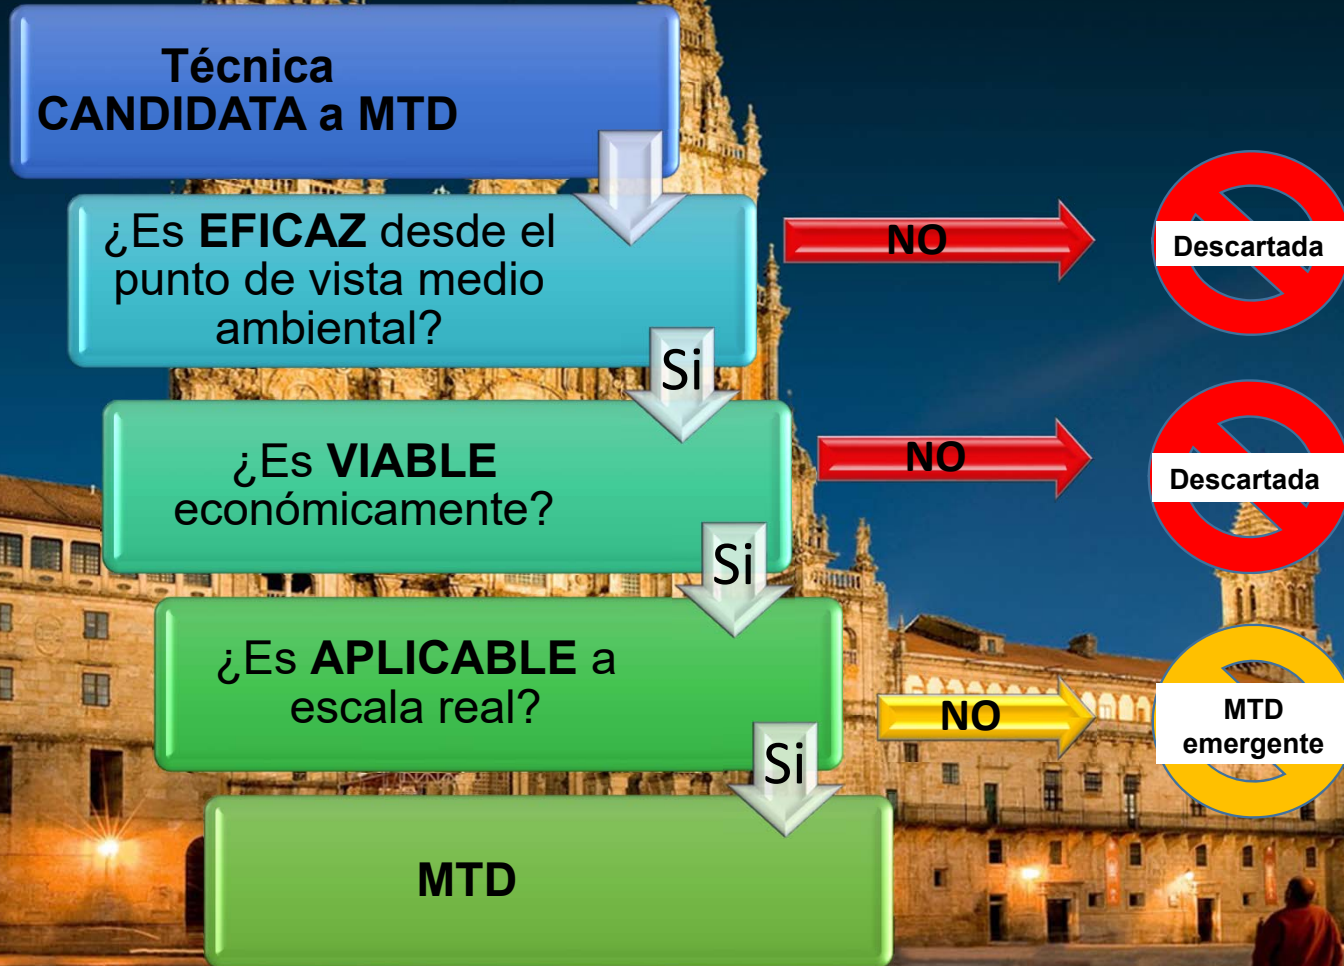 Técnica
CANDIDATA a MTD
¿Es EFICAZ desde el
punto de vista medio
ambiental?
NO
Descartada
Si
¿Es VIABLE
económicamente?
NO
Descartada
Si
¿Es APLICABLE a
escala real?
NO
MTD
emergente
Si
MTD